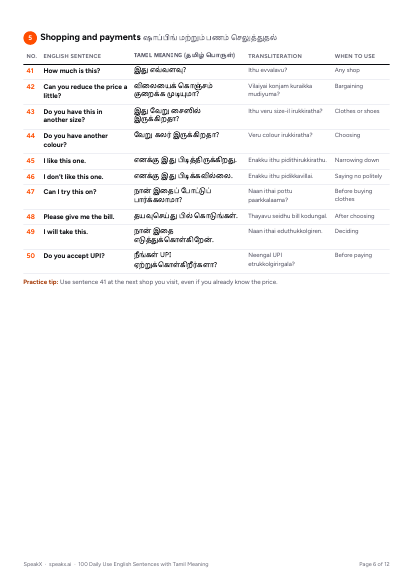 5 Shopping and payments ஷாப்பிங் மற்றும் பணம் செலுத்துதல்
NO. ENGLISH SENTENCE TAMIL MEANING (தமிழ் பொருள்) TRANSLITERATION WHEN TO USE
41 How much is this? இது எவ்வளவு? Ithu evvalavu? Any shop
42 Can you reduce the price a விலையைக் கொஞ்சம் Vilaiyai konjam kuraikka Bargaining
little? குறைக்க முடியுமா? mudiyuma?
43 Do you have this in இது வேறு சைஸில் Ithu veru size-il irukkiratha? Clothes or shoes
another size? இருக்கிறதா?
44 Do you have another வேறு கலர் இருக்கிறதா? Veru colour irukkiratha? Choosing
colour?
45 I like this one. எனக்கு இது பிடித்திருக்கிறது. Enakku ithu pidithirukkirathu. Narrowing down
46 I don't like this one. எனக்கு இது பிடிக்கவில்லை. Enakku ithu pidikkavillai. Saying no politely
47 Can I try this on? நான் இதைப் போட்டுப் Naan ithai pottu Before buying
பார்க்கலாமா? paarkkalaama? clothes
48 Please give me the bill. தயவுசெய்து பில் கொடுங்கள். Thayavu seidhu bill kodungal. After choosing
49 I will take this. நான் இதை Naan ithai eduthukkolgiren. Deciding
எடுத்துக்கொள்கிறேன்.
50 Do you accept UPI? நீங்கள் UPI Neengal UPI Before paying
ஏற்றுக்கொள்கிறீர்களா? etrukkolgirirgala?
Practice tip: Use sentence 41 at the next shop you visit, even if you already know the price.
SpeakX · speakx.ai · 100 Daily Use English Sentences with Tamil Meaning Page 6 of 12